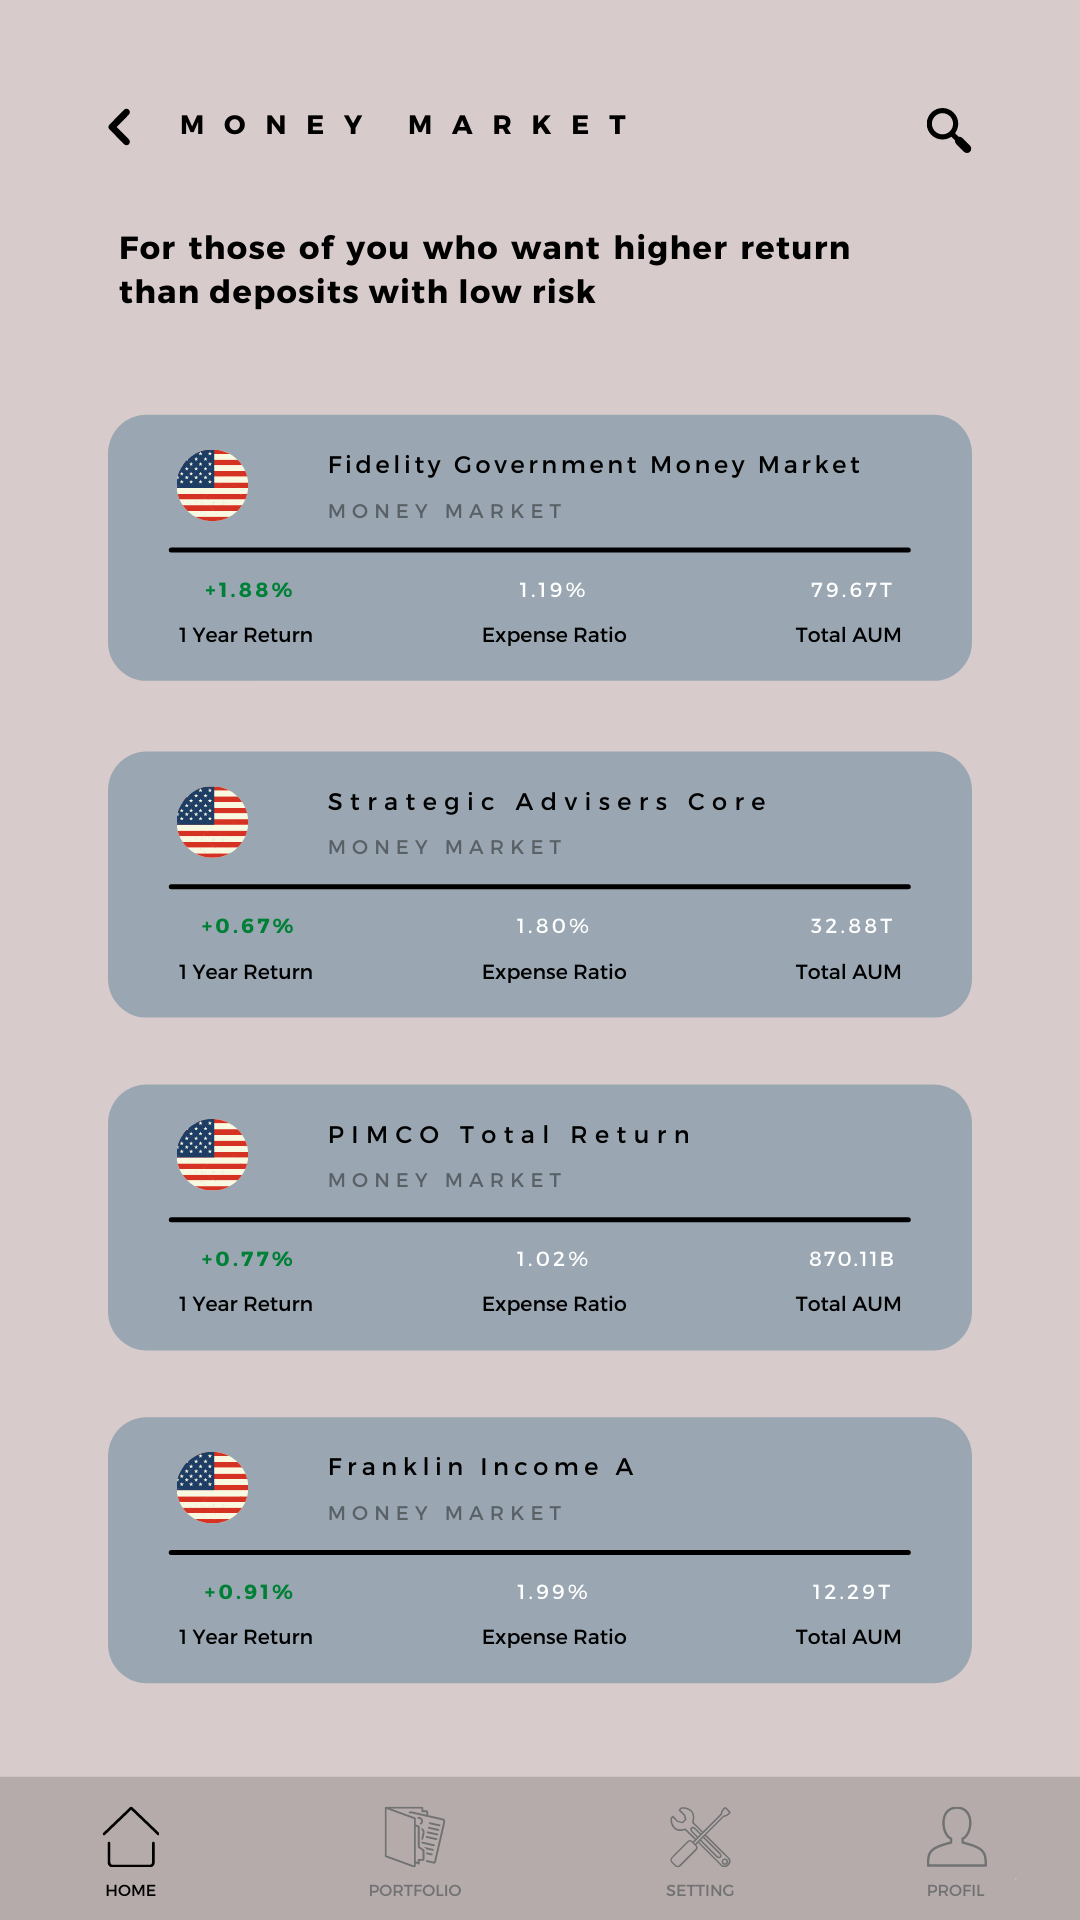 MONEY MARKET
For those of you who want higher return
than deposits with low risk
Fidelity Government Money Market
MONEY MARKET
+1.88% 1.19% 79.67T
1 Year Return Expense Ratio Total AUM
Strategic Advisers Core
MONEY MARKET
+0.67% 1.80% 32.88T
1 Year Return Expense Ratio Total AUM
PIMCO Total Return
MONEY MARKET
+0.77% 1.02% 870.11B
1 Year Return Expense Ratio Total AUM
Franklin Income A
MONEY MARKET
+0.91% 1.99% 12.29T
1 Year Return Expense Ratio Total AUM
HOME PORTFOLIO SETTING PROFIL